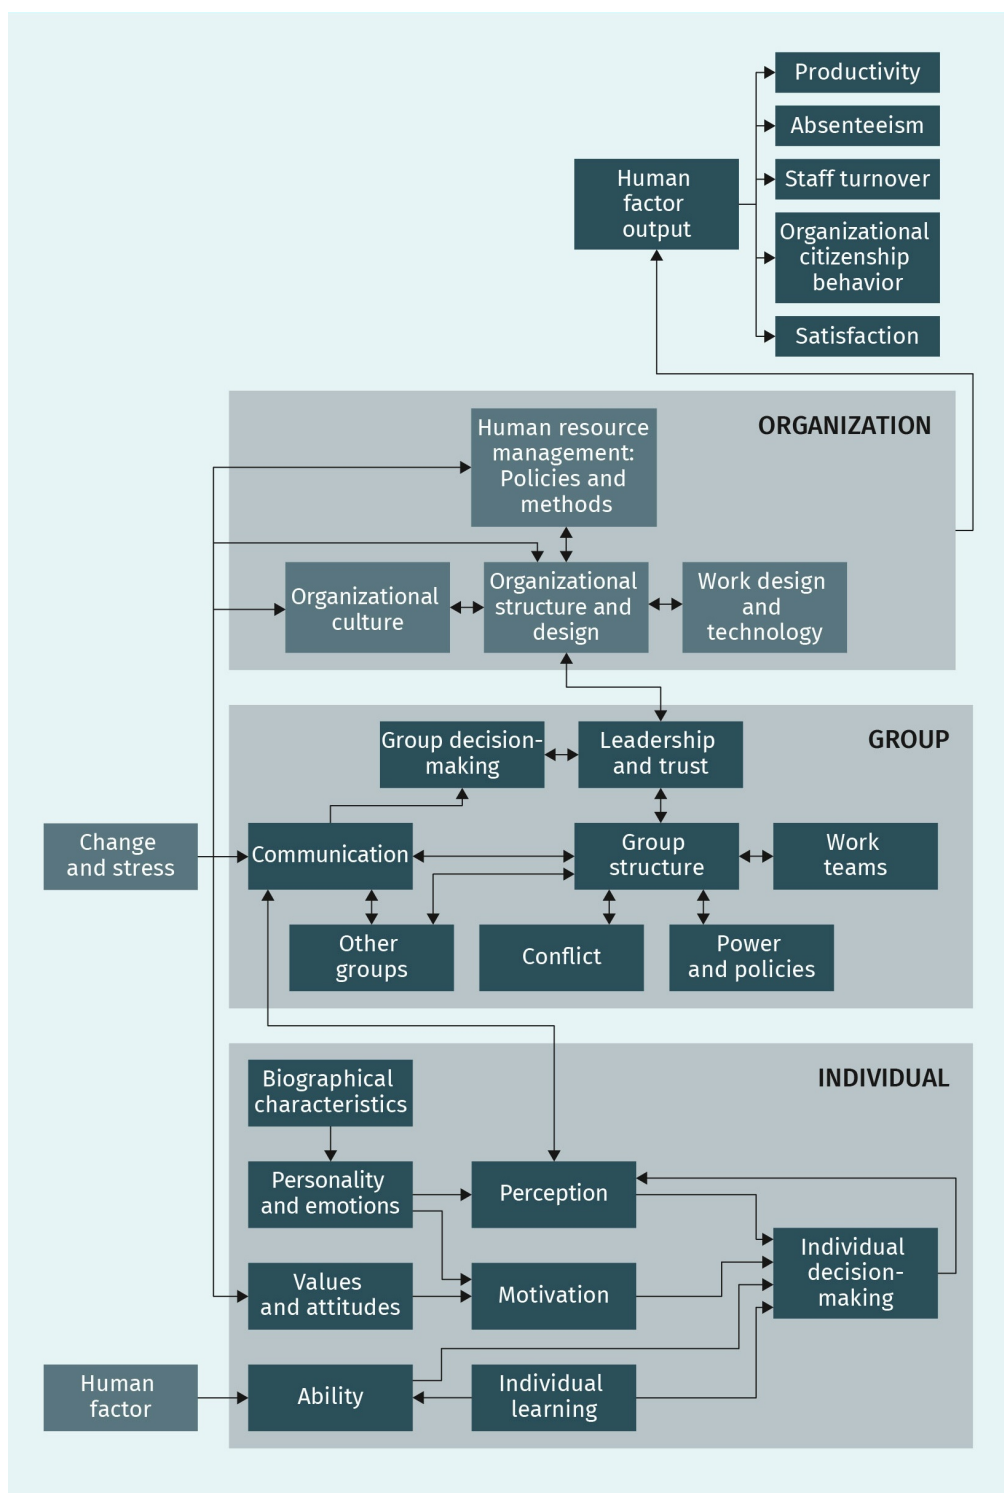 Productivity
Absenteeism
Human
factor
output
Staff turnover
Organizational
citizenship
behavior
Satisfaction
ORGANIZATION
Human resource
management:
Policies and
methods
Organizational
culture
Organizational
structure and
design
Work design
and
technology
GROUP
Group decision-
making
Leadership
and trust
Change
and stress
Communication
Group
structure
Work
teams
Other
groups
Conflict
Power
and policies
INDIVIDUAL
Biographical
characteristics
Personality
and emotions
Perception
Individual
decision-
making
Values
and attitudes
Motivation
Human
factor
Ability
Individual
learning